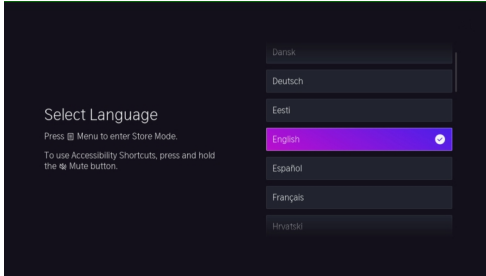 Select Language
Press Menu to enter Store Mode.
To use Accessibility Shortcuts, press and hold
the Mute button.
Dansk
Deutsch
Eesti
English
Español
Français
Hrvatski